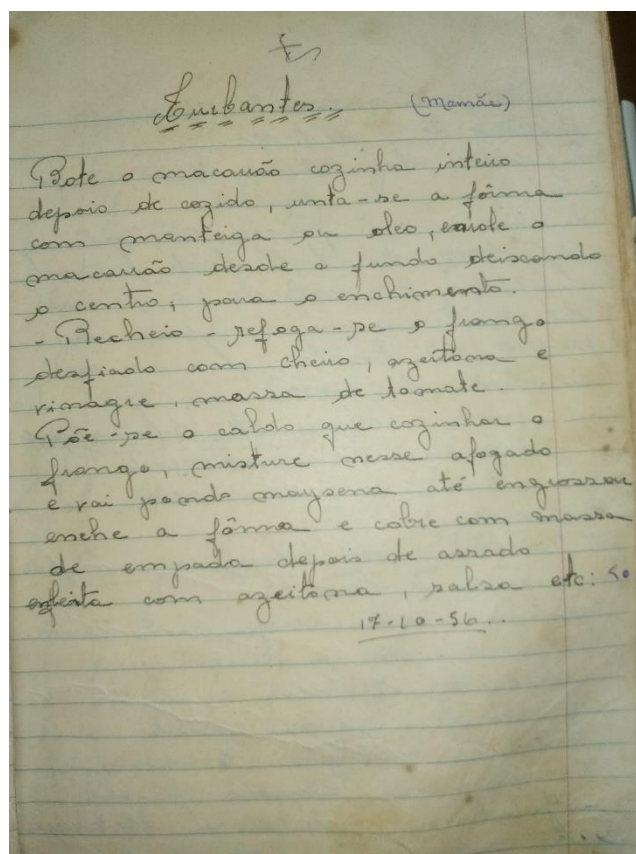 Turbantes. (Mamãe)
Bote o macarrão cozinha inteiro
depois de cozido, unta-se a fôrma
com manteiga ou oleo, enrole o
macarrão desde o fundo deixando
o centro, para o enchimento.
- Recheio - refoga-se o frango
desfiado com cheiro, azeitona e
vinagre, massa de tomate.
Põe-se o caldo que cozinhou o
frango, misture nesse afogado
e vai pondo mayzena até engrossar
enche a fôrma e cobre com massa
de empada depois de assado
enfeita com azeitona, salsa etc:
17-10-56..